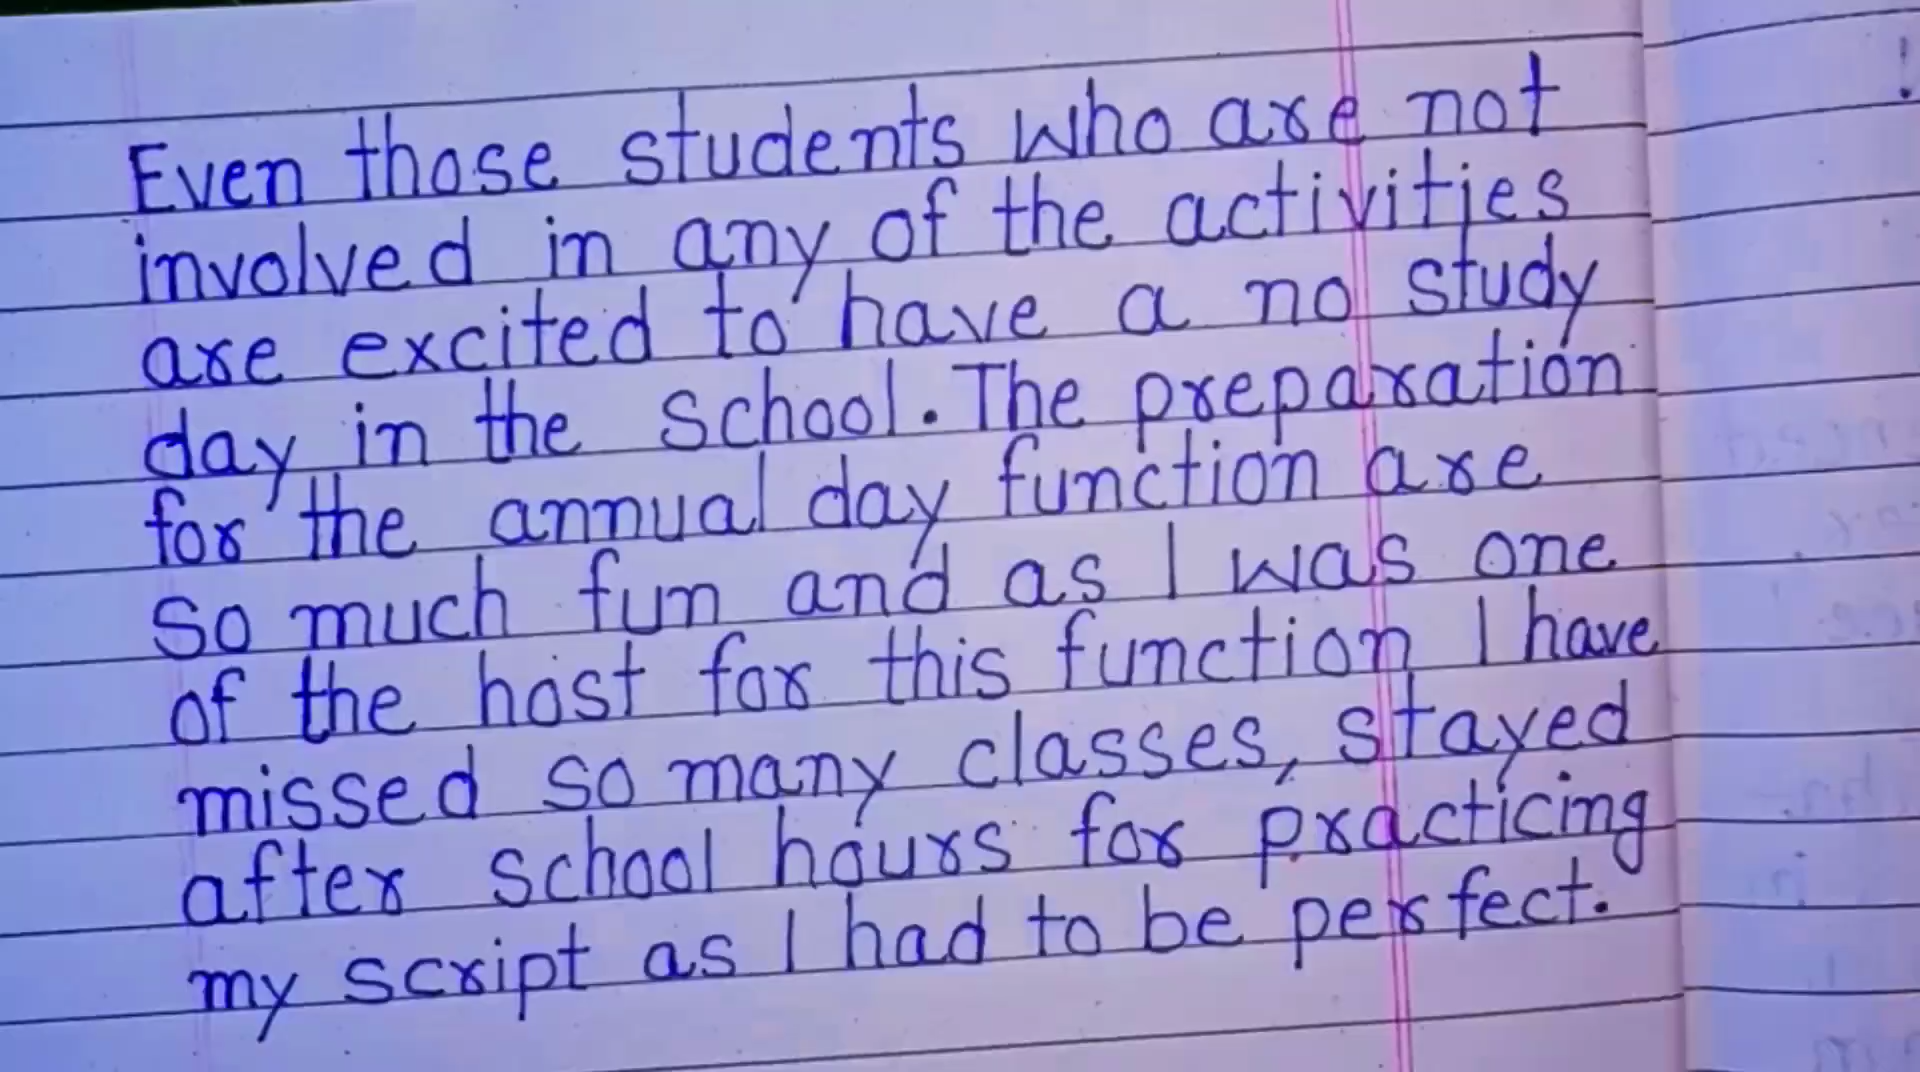 Even those students who are not
involved in any of the activities
are excited to have a no study
day in the school. The preparation
for the annual day function are
so much fun and as I was one
of the host for this function I have
missed so many classes, stayed
after school hours for practicing
my script as I had to be perfect.